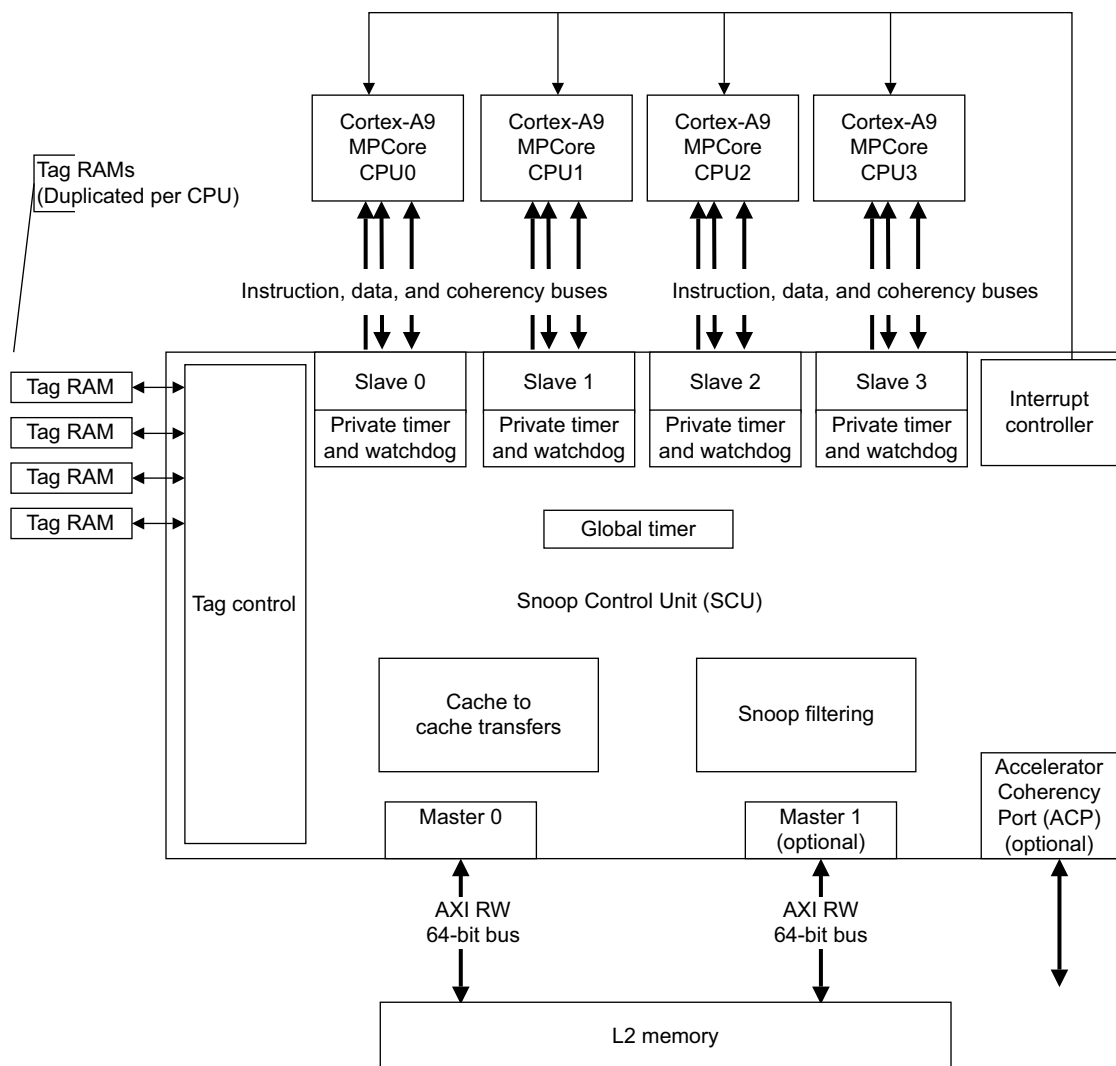 Cortex-A9
MPCore
CPU0
Cortex-A9
MPCore
CPU1
Cortex-A9
MPCore
CPU2
Cortex-A9
MPCore
CPU3
Tag RAMs
(Duplicated per CPU)
Instruction, data, and coherency buses
Instruction, data, and coherency buses
Tag RAM
Tag RAM
Tag RAM
Tag RAM
Tag control
Slave 0
Private timer
and watchdog
Slave 1
Private timer
and watchdog
Slave 2
Private timer
and watchdog
Slave 3
Private timer
and watchdog
Interrupt
controller
Global timer
Snoop Control Unit (SCU)
Cache to
cache transfers
Snoop filtering
Master 0
Master 1
(optional)
Accelerator
Coherency
Port (ACP)
(optional)
AXI RW
64-bit bus
AXI RW
64-bit bus
L2 memory